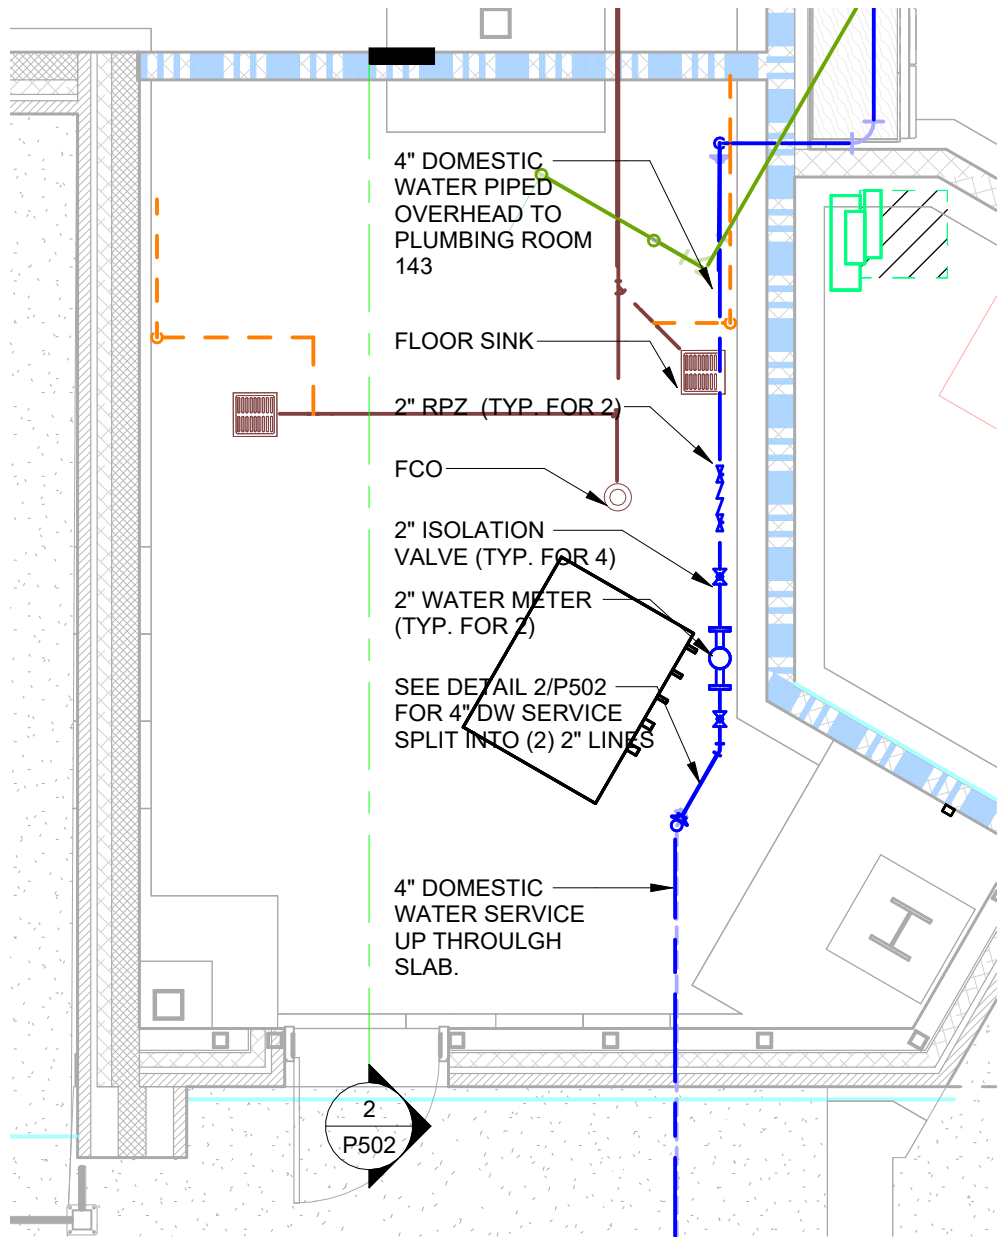 4" DOMESTIC
WATER PIPED
OVERHEAD TO
PLUMBING ROOM
143
FLOOR SINK
2" RPZ (TYP. FOR 2)
FCO
2" ISOLATION
VALVE (TYP. FOR 4)
2" WATER METER
(TYP. FOR 2)
SEE DETAIL 2/P502
FOR 4" DW SERVICE
SPLIT INTO (2) 2" LINES
4" DOMESTIC
WATER SERVICE
UP THROULGH
SLAB.
2
P502